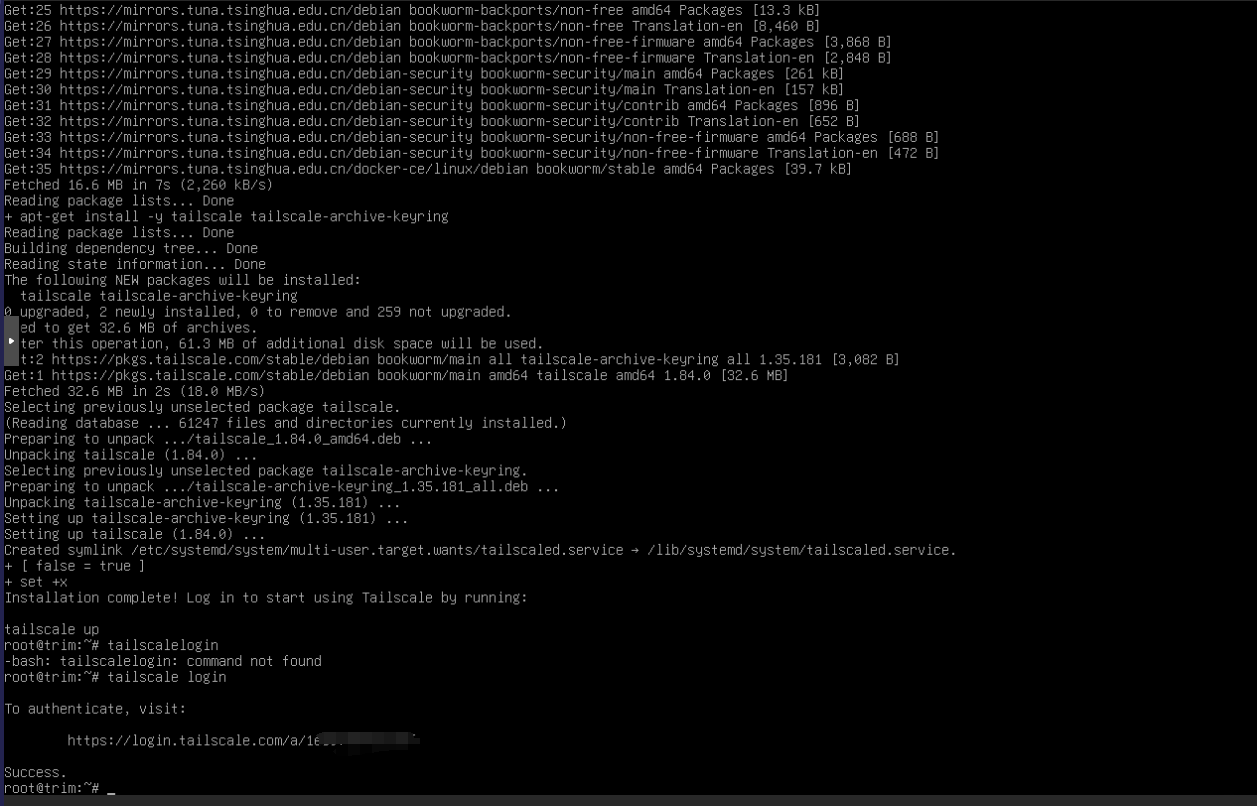 Get:25 https://mirrors.tuna.tsinghua.edu.cn/debian bookworm-backports/non-free amd64 Packages [13.3 kB]
Get:26 https://mirrors.tuna.tsinghua.edu.cn/debian bookworm-backports/non-free Translation-en [8,460 B]
Get:27 https://mirrors.tuna.tsinghua.edu.cn/debian bookworm-backports/non-free-firmware amd64 Packages [3,868 B]
Get:28 https://mirrors.tuna.tsinghua.edu.cn/debian bookworm-backports/non-free-firmware Translation-en [2,848 B]
Get:29 https://mirrors.tuna.tsinghua.edu.cn/debian-security bookworm-security/main amd64 Packages [261 kB]
Get:30 https://mirrors.tuna.tsinghua.edu.cn/debian-security bookworm-security/main Translation-en [157 kB]
Get:31 https://mirrors.tuna.tsinghua.edu.cn/debian-security bookworm-security/contrib amd64 Packages [896 B]
Get:32 https://mirrors.tuna.tsinghua.edu.cn/debian-security bookworm-security/contrib Translation-en [652 B]
Get:33 https://mirrors.tuna.tsinghua.edu.cn/debian-security bookworm-security/non-free-firmware amd64 Packages [688 B]
Get:34 https://mirrors.tuna.tsinghua.edu.cn/debian-security bookworm-security/non-free-firmware Translation-en [472 B]
Get:35 https://mirrors.tuna.tsinghua.edu.cn/docker-ce/linux/debian bookworm/stable amd64 Packages [39.7 kB]
Fetched 16.6 MB in 7s (2,260 kB/s)
Reading package lists... Done
+ apt-get install -y tailscale tailscale-archive-keyring
Reading package lists... Done
Building dependency tree... Done
Reading state information... Done
The following NEW packages will be installed:
  tailscale tailscale-archive-keyring
0 upgraded, 2 newly installed, 0 to remove and 259 not upgraded.
ed to get 32.6 MB of archives.
ter this operation, 61.3 MB of additional disk space will be used.
t:2 https://pkgs.tailscale.com/stable/debian bookworm/main all tailscale-archive-keyring all 1.35.181 [3,082 B]
Get:1 https://pkgs.tailscale.com/stable/debian bookworm/main amd64 tailscale amd64 1.84.0 [32.6 MB]
Fetched 32.6 MB in 2s (18.0 MB/s)
Selecting previously unselected package tailscale.
(Reading database ... 61247 files and directories currently installed.)
Preparing to unpack .../tailscale_1.84.0_amd64.deb ...
Unpacking tailscale (1.84.0) ...
Selecting previously unselected package tailscale-archive-keyring.
Preparing to unpack .../tailscale-archive-keyring_1.35.181_all.deb ...
Unpacking tailscale-archive-keyring (1.35.181) ...
Setting up tailscale-archive-keyring (1.35.181) ...
Setting up tailscale (1.84.0) ...
Created symlink /etc/systemd/system/multi-user.target.wants/tailscaled.service → /lib/systemd/system/tailscaled.service.
+ [ false = true ]
+ set +x
Installation complete! Log in to start using Tailscale by running:

tailscale up
root@trim:~# tailscalelogin
-bash: tailscalelogin: command not found
root@trim:~# tailscale login

To authenticate, visit:

        https://login.tailscale.com/a/1

Success.
root@trim:~# _